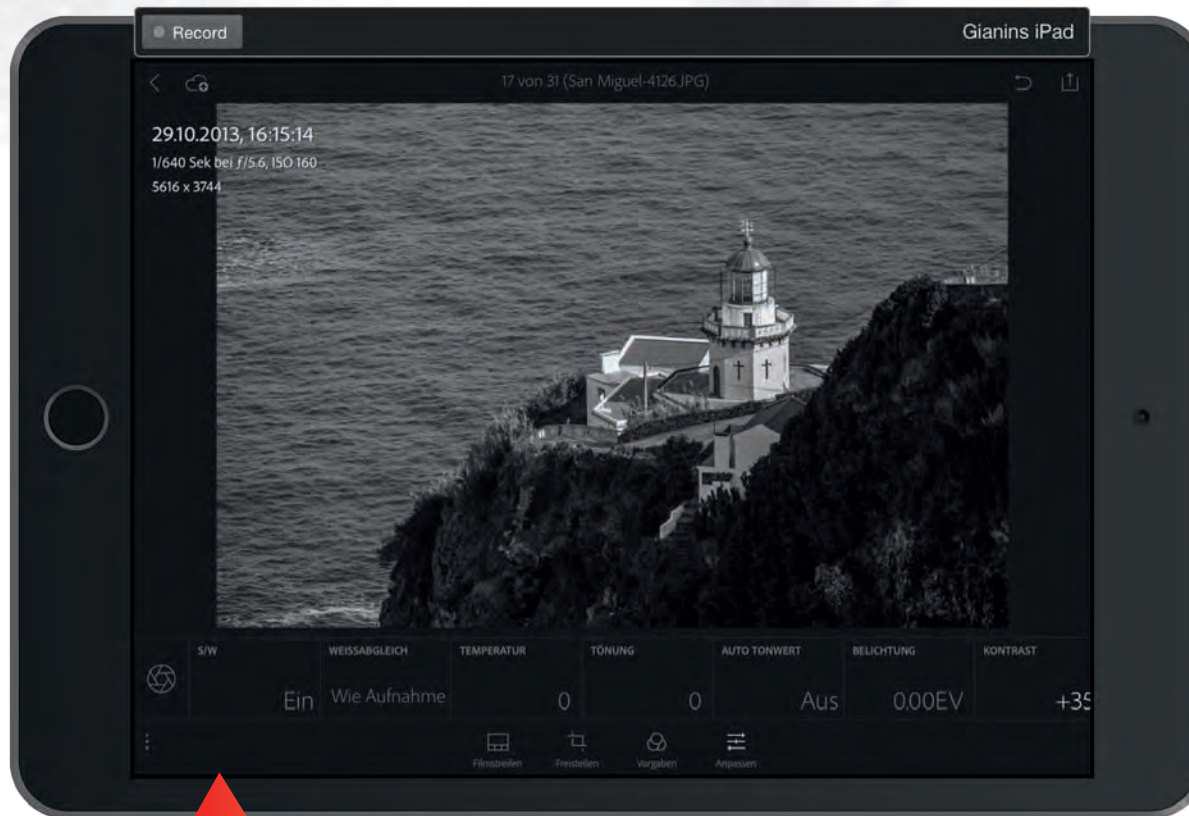 Record
Gianins iPad
17 von 31 (San Miguel-4126.JPG)
29.10.2013, 16:15:14
1/640 Sek bei ƒ/5.6, ISO 160
5616 x 3744
S/W
WEISSABGLEICH
TEMPERATUR
TÖNUNG
AUTO TONWERT
BELICHTUNG
KONTRAST
Ein
Wie Aufnahme
0
0
Aus
0.00EV
+35
Filmstreifen
Freistellen
Vorgaben
Anpassen